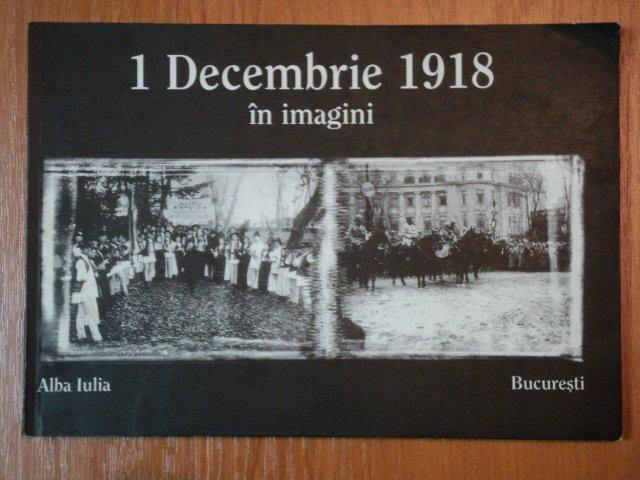 1 Decembrie 1918
în imagini
Alba Iulia
București